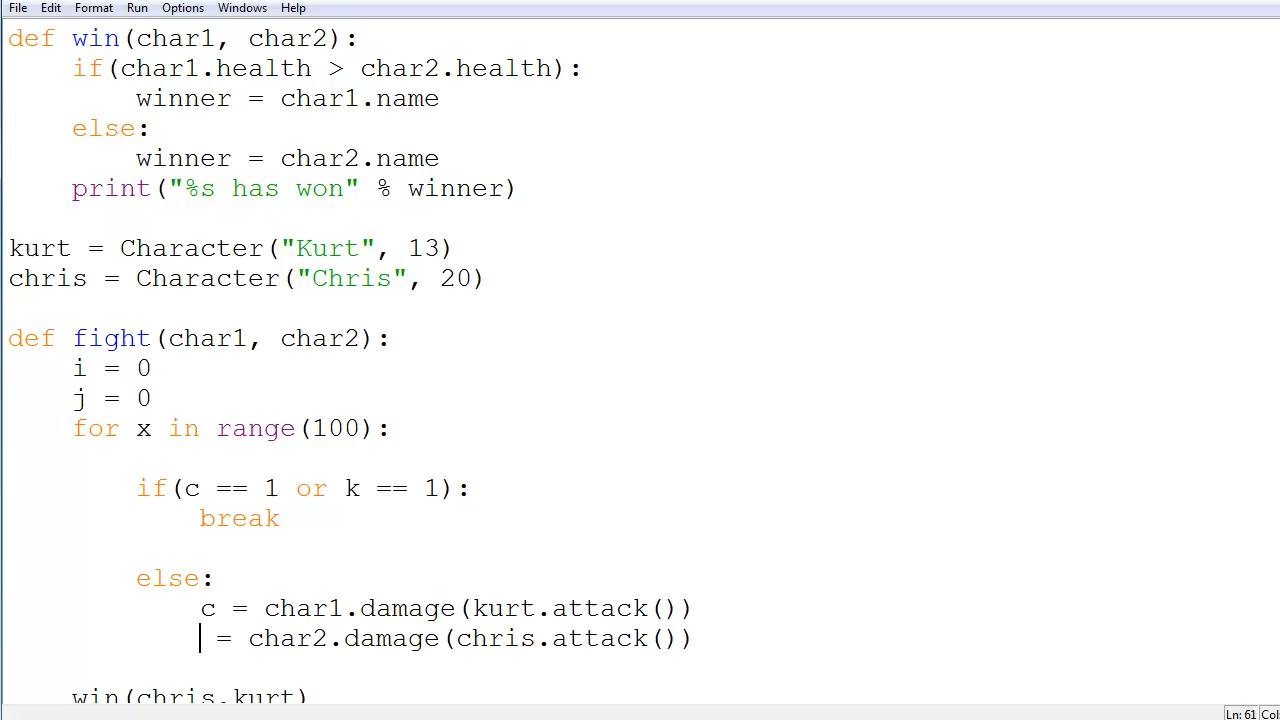 File Edit Format Run Options Windows Help
def win(char1, char2):
    if(char1.health > char2.health):
        winner = char1.name
    else:
        winner = char2.name
    print("%s has won" % winner)
kurt = Character("Kurt", 13)
chris = Character("Chris", 20)
def fight(char1, char2):
    i = 0
    j = 0
    for x in range(100):
        if(c == 1 or k == 1):
            break
        else:
            c = char1.damage(kurt.attack())
             = char2.damage(chris.attack())
    win(chris,kurt)
Ln: 61 Col